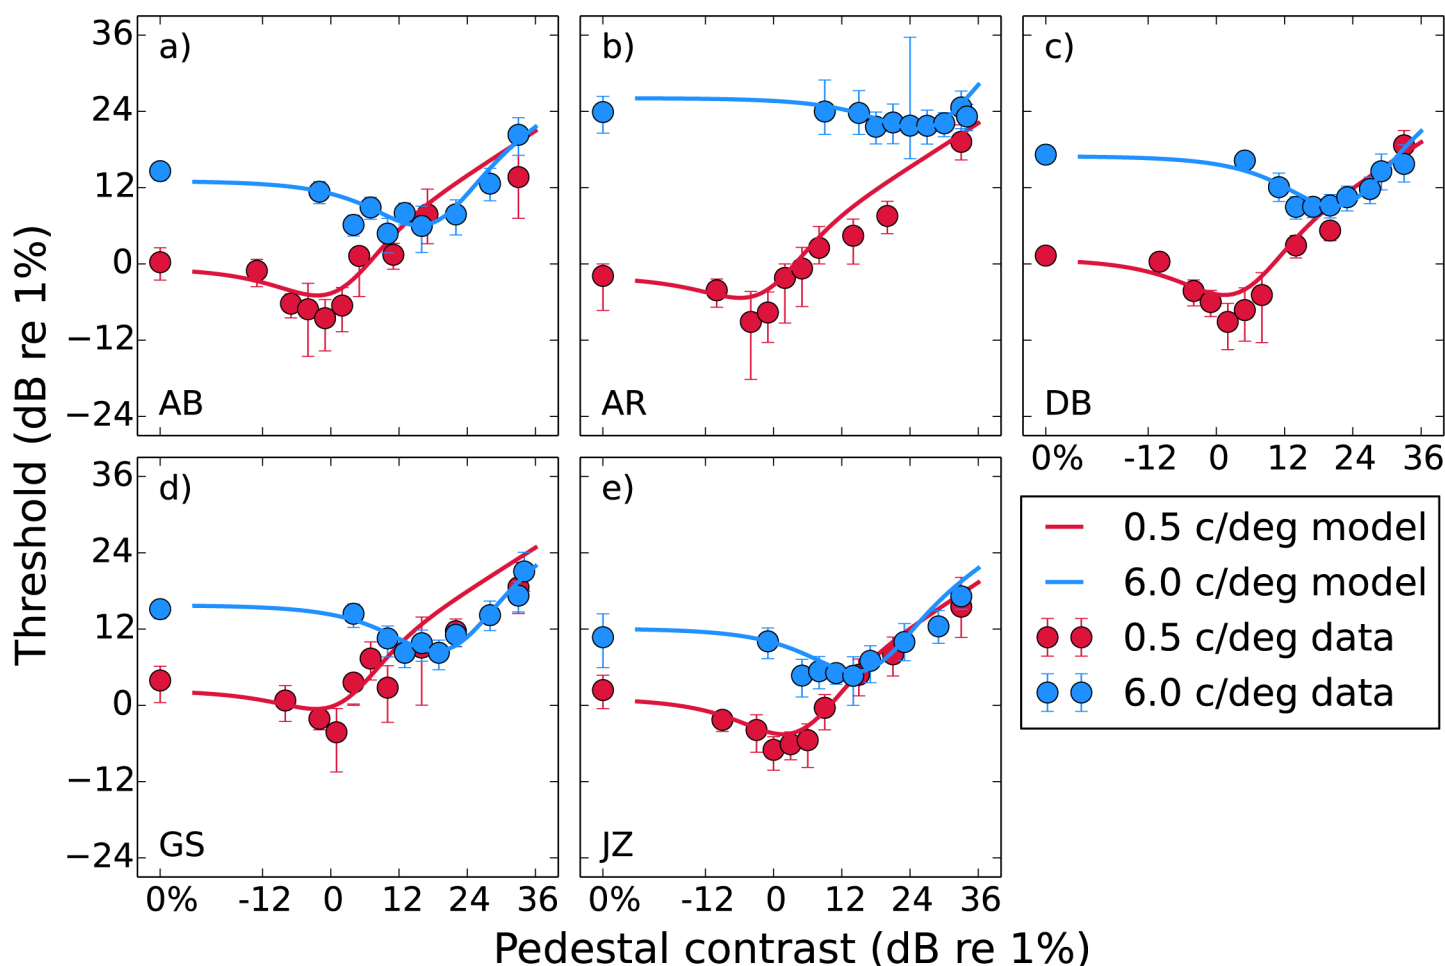 Threshold (dB re 1%)
36
24
12
0
−12
−24
a)
AB
b)
AR
c)
DB
0% -12 0 12 24 36
36
24
12
0
−12
−24
d)
GS
0% -12 0 12 24 36
e)
JZ
0% -12 0 12 24 36
0.5 c/deg model
6.0 c/deg model
0.5 c/deg data
6.0 c/deg data
Pedestal contrast (dB re 1%)